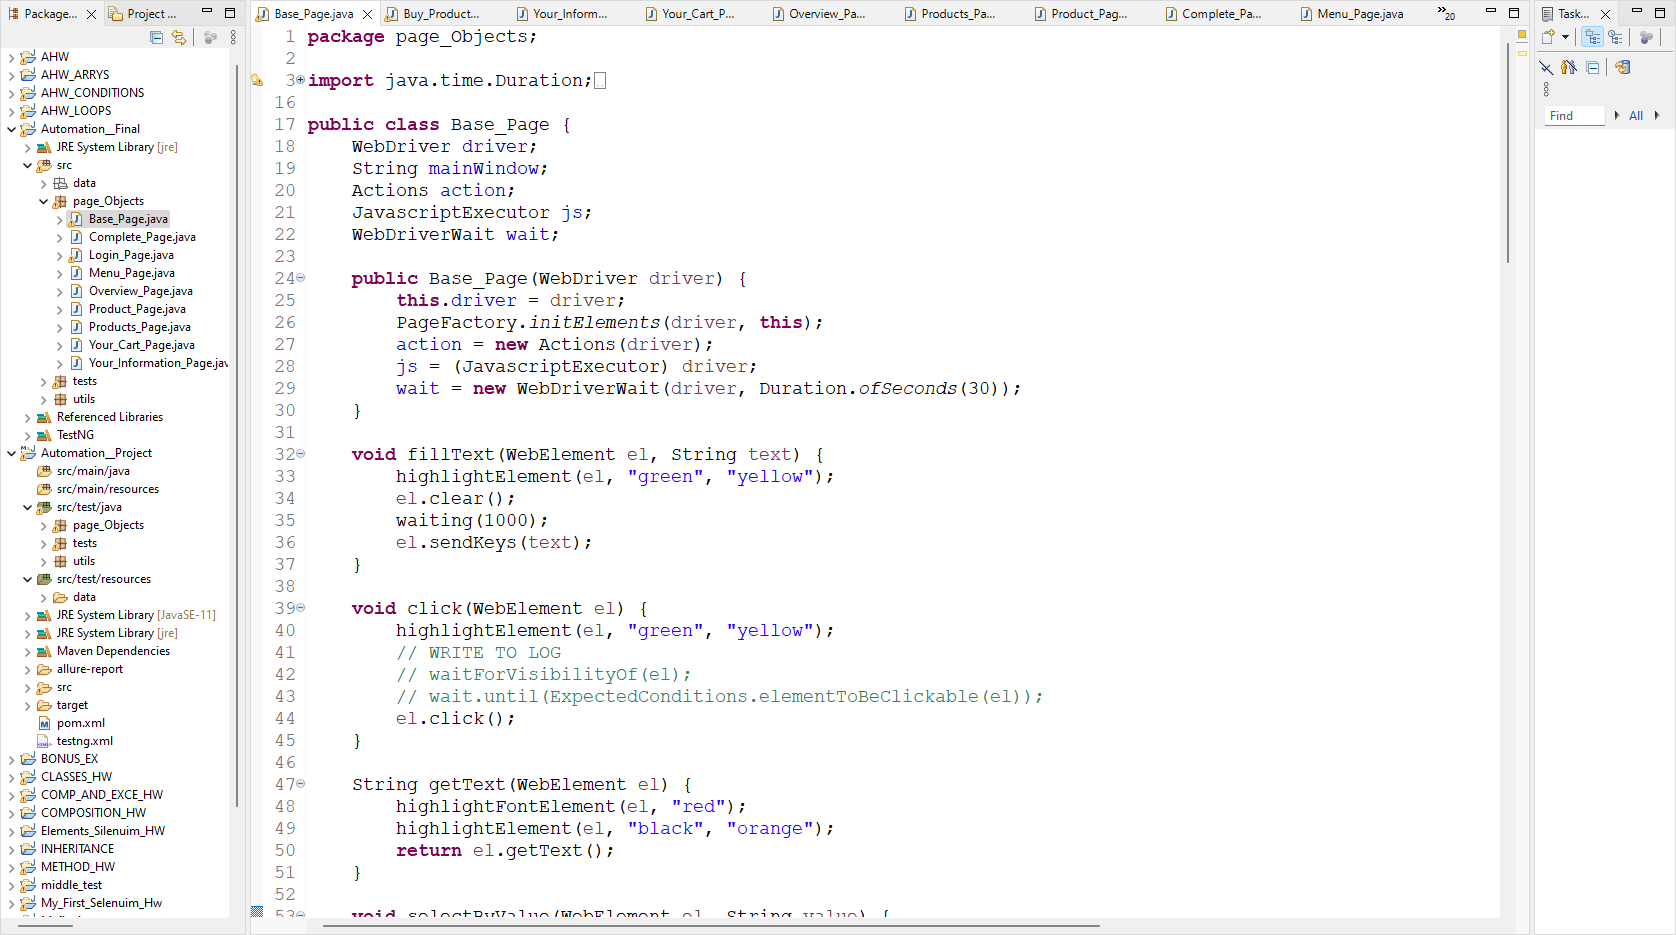 Package...
Project ...
AHW
AHW_ARRYS
AHW_CONDITIONS
AHW_LOOPS
Automation__Final
JRE System Library [jre]
src
data
page_Objects
Base_Page.java
Complete_Page.java
Login_Page.java
Menu_Page.java
Overview_Page.java
Product_Page.java
Products_Page.java
Your_Cart_Page.java
Your_Information_Page.jav
tests
utils
Referenced Libraries
TestNG
Automation__Project
src/main/java
src/main/resources
src/test/java
page_Objects
tests
utils
src/test/resources
data
JRE System Library [JavaSE-11]
JRE System Library [jre]
Maven Dependencies
allure-report
src
target
pom.xml
testng.xml
BONUS_EX
CLASSES_HW
COMP_AND_EXCE_HW
COMPOSITION_HW
Elements_Silenuim_HW
INHERITANCE
METHOD_HW
middle_test
My_First_Selenuim_Hw
Base_Page.java
Buy_Product...
Your_Inform...
Your_Cart_P...
Overview_Pa...
Products_Pa...
Product_Pag...
Complete_Pa...
Menu_Page.java
»20
1 package page_Objects;
2
3 import java.time.Duration;
16
17 public class Base_Page {
18 WebDriver driver;
19 String mainWindow;
20 Actions action;
21 JavascriptExecutor js;
22 WebDriverWait wait;
23
24 public Base_Page(WebDriver driver) {
25 this.driver = driver;
26 PageFactory.initElements(driver, this);
27 action = new Actions(driver);
28 js = (JavascriptExecutor) driver;
29 wait = new WebDriverWait(driver, Duration.ofSeconds(30));
30 }
31
32 void fillText(WebElement el, String text) {
33 highlightElement(el, "green", "yellow");
34 el.clear();
35 waiting(1000);
36 el.sendKeys(text);
37 }
38
39 void click(WebElement el) {
40 highlightElement(el, "green", "yellow");
41 // WRITE TO LOG
42 // waitForVisibilityOf(el);
43 // wait.until(ExpectedConditions.elementToBeClickable(el));
44 el.click();
45 }
46
47 String getText(WebElement el) {
48 highlightFontElement(el, "red");
49 highlightElement(el, "black", "orange");
50 return el.getText();
51 }
52
53 void selectByValue(WebElement el, String value) {
Task...
Find
All